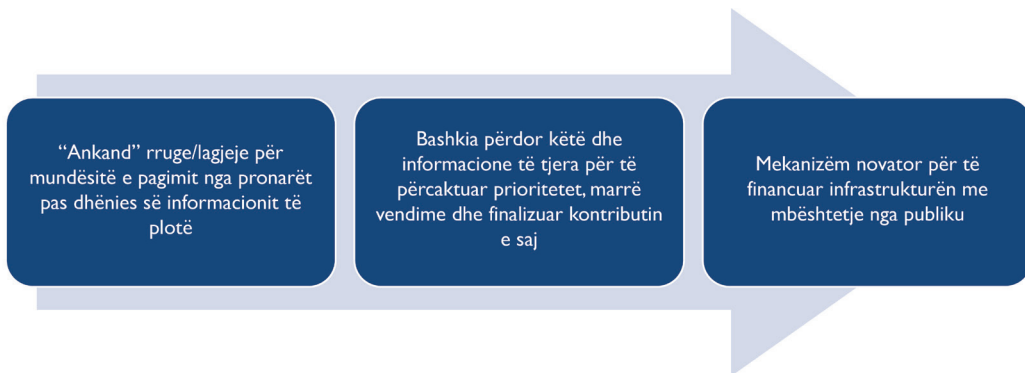 “Ankand” rruge/lagjeje për
mundësitë e pagimit nga pronarët
pas dhënies së informacionit të
plotë
Bashkia përdor këtë dhe
informacione të tjera për të
përcaktuar prioritetet, marrë
vendime dhe finalizuar kontributin
e saj
Mekanizëm novator për të
financuar infrastrukturën me
mbështetje nga publiku